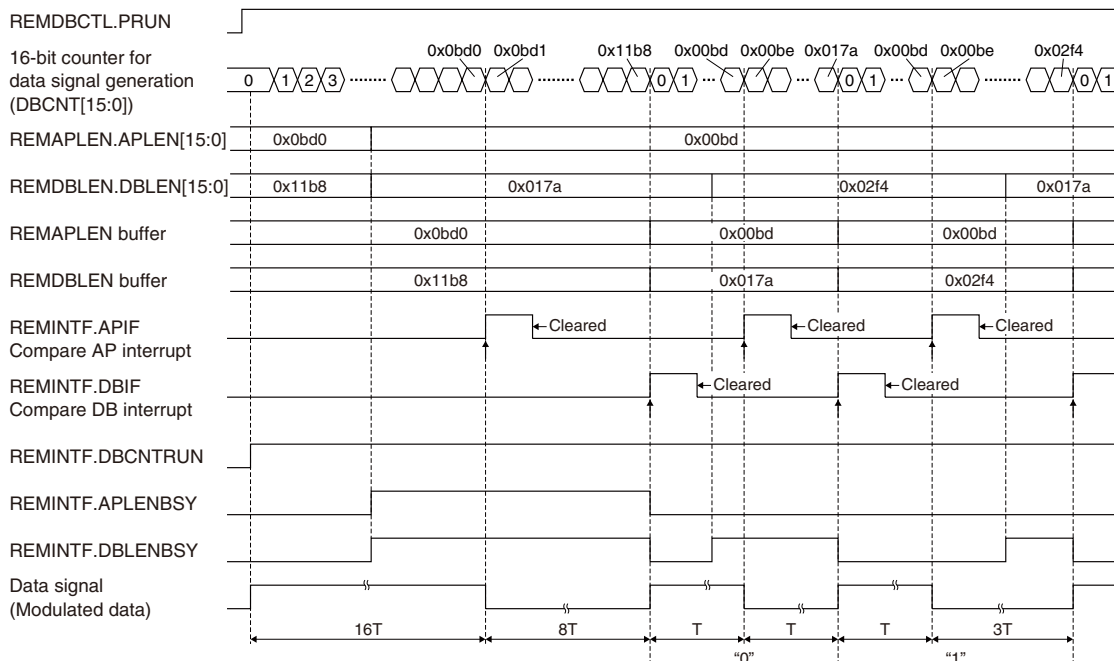 REMDBCTL.PRUN
16-bit counter for
data signal generation
(DBCNT[15:0])
0x0bd0 0x0bd1 0x11b8 0x00bd 0x00be 0x017a 0x00bd 0x00be 0x02f4
0 1 2 3 0 1 0 1 0 1
REMAPLEN.APLEN[15:0] 0x0bd0 0x00bd
REMDBLEN.DBLEN[15:0] 0x11b8 0x017a 0x02f4 0x017a
REMAPLEN buffer 0x0bd0 0x00bd 0x00bd
REMDBLEN buffer 0x11b8 0x017a 0x02f4
REMINTF.APIF
Compare AP interrupt
Cleared Cleared Cleared
REMINTF.DBIF
Compare DB interrupt
Cleared Cleared
REMINTF.DBCNTRUN
REMINTF.APLENBSY
REMINTF.DBLENBSY
Data signal
(Modulated data)
16T 8T T T T 3T
“0” “1”